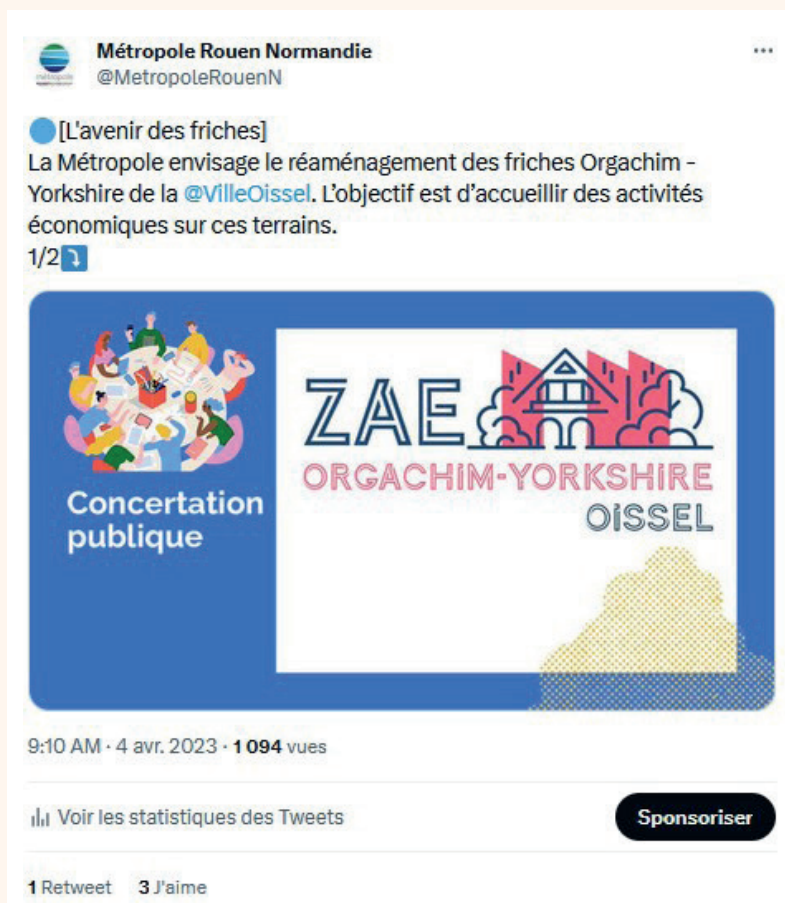 Métropole Rouen Normandie
@MetropoleRouenN
[L'avenir des friches]
La Métropole envisage le réaménagement des friches Orgachim -
Yorkshire de la @VilleOissel. L'objectif est d'accueillir des activités
économiques sur ces terrains.
1/2
Concertation
publique
ZAE
ORGACHIM-YORKSHIRE
OISSEL
9:10 AM · 4 avr. 2023 · 1 094 vues
Voir les statistiques des Tweets
Sponsoriser
1 Retweet 3 J'aime